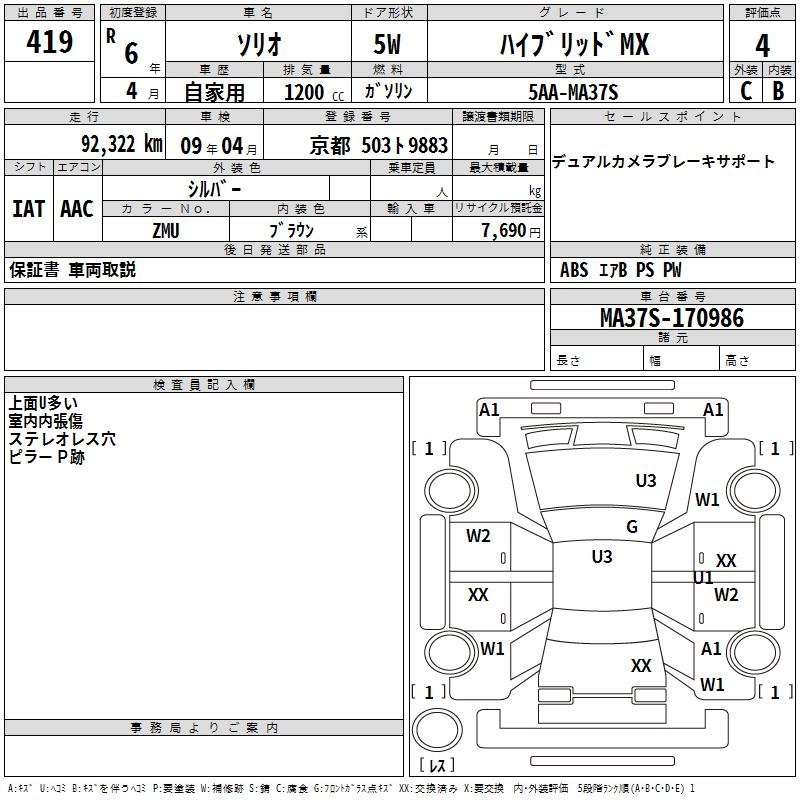 出品番号 初度登録 車名 ドア形状 グレード 評価点
419 R 6 年 ソリオ 5W ハイブリッドMX 4
車歴 排気量 燃料 型式 外装 内装
4 月 自家用 1200 CC ガソリン 5AA-MA37S C B
走行 車検 登録番号 譲渡書類期限 セールスポイント
92,322 km 09年04月 京都 503ト9883 月 日 デュアルカメラブレーキサポート
シフト エアコン 外装色 乗車定員 最大積載量
IAT AAC シルバー 人 kg
カラーNo. 内装色 輸入車 リサイクル預託金
ZMU ブラウン 系 7,690円
後日発送部品 純正装備
保証書 車両取説 ABS エアB PS PW
注意事項欄 車台番号
MA37S-170986
諸元
長さ 幅 高さ
検査員記入欄
上面U多い
室内内張傷
ステレオレス穴
ピラーP跡
事務局よりご案内
A1 A1
[ 1 ] [ 1 ]
U3
W1
G
W2
U3 XX
U1
XX W2
W1 A1
XX
W1
[ 1 ] [ 1 ]
[ レス ]
A:キズ U:ヘコミ B:キズを伴うヘコミ P:要塗装 W:補修跡 S:錆 C:腐食 G:フロントガラス点キズ XX:交換済み X:要交換 内・外装評価 5段階ランク順(A・B・C・D・E) 1